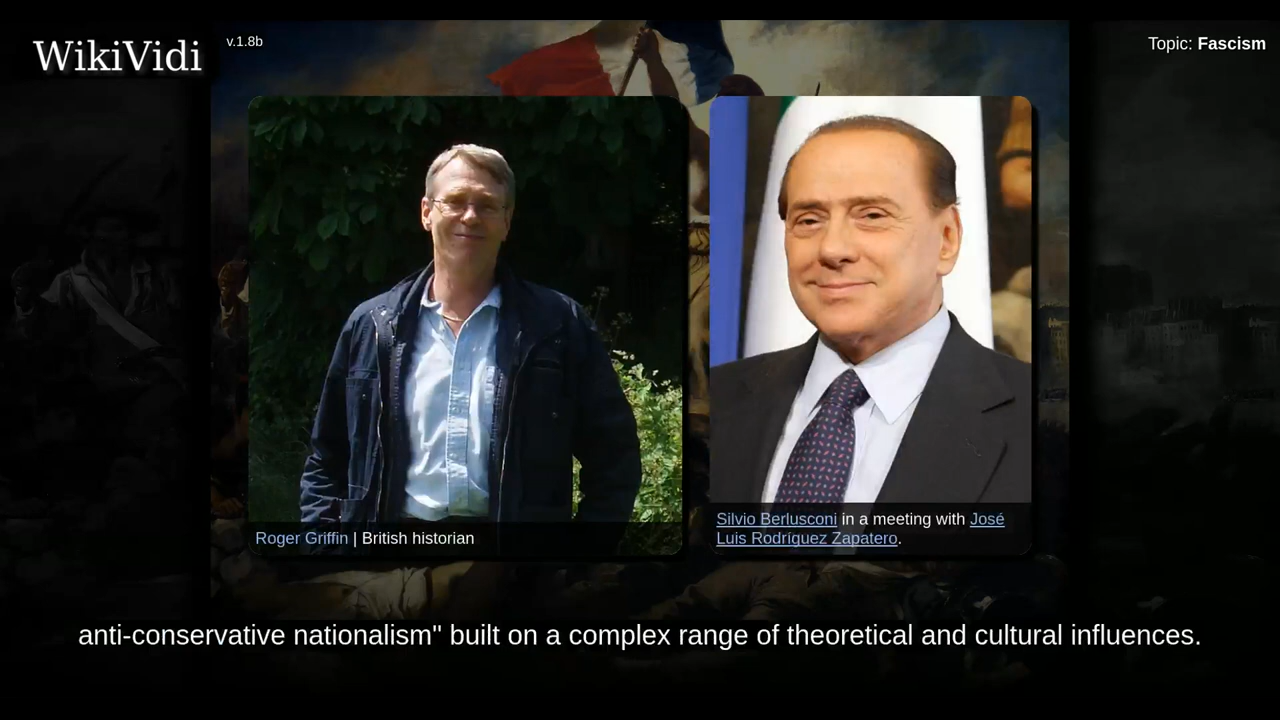 WikiVidi
v.1.8b
Topic: Fascism
Roger Griffin | British historian
Silvio Berlusconi in a meeting with José
Luis Rodríguez Zapatero.
anti-conservative nationalism" built on a complex range of theoretical and cultural influences.